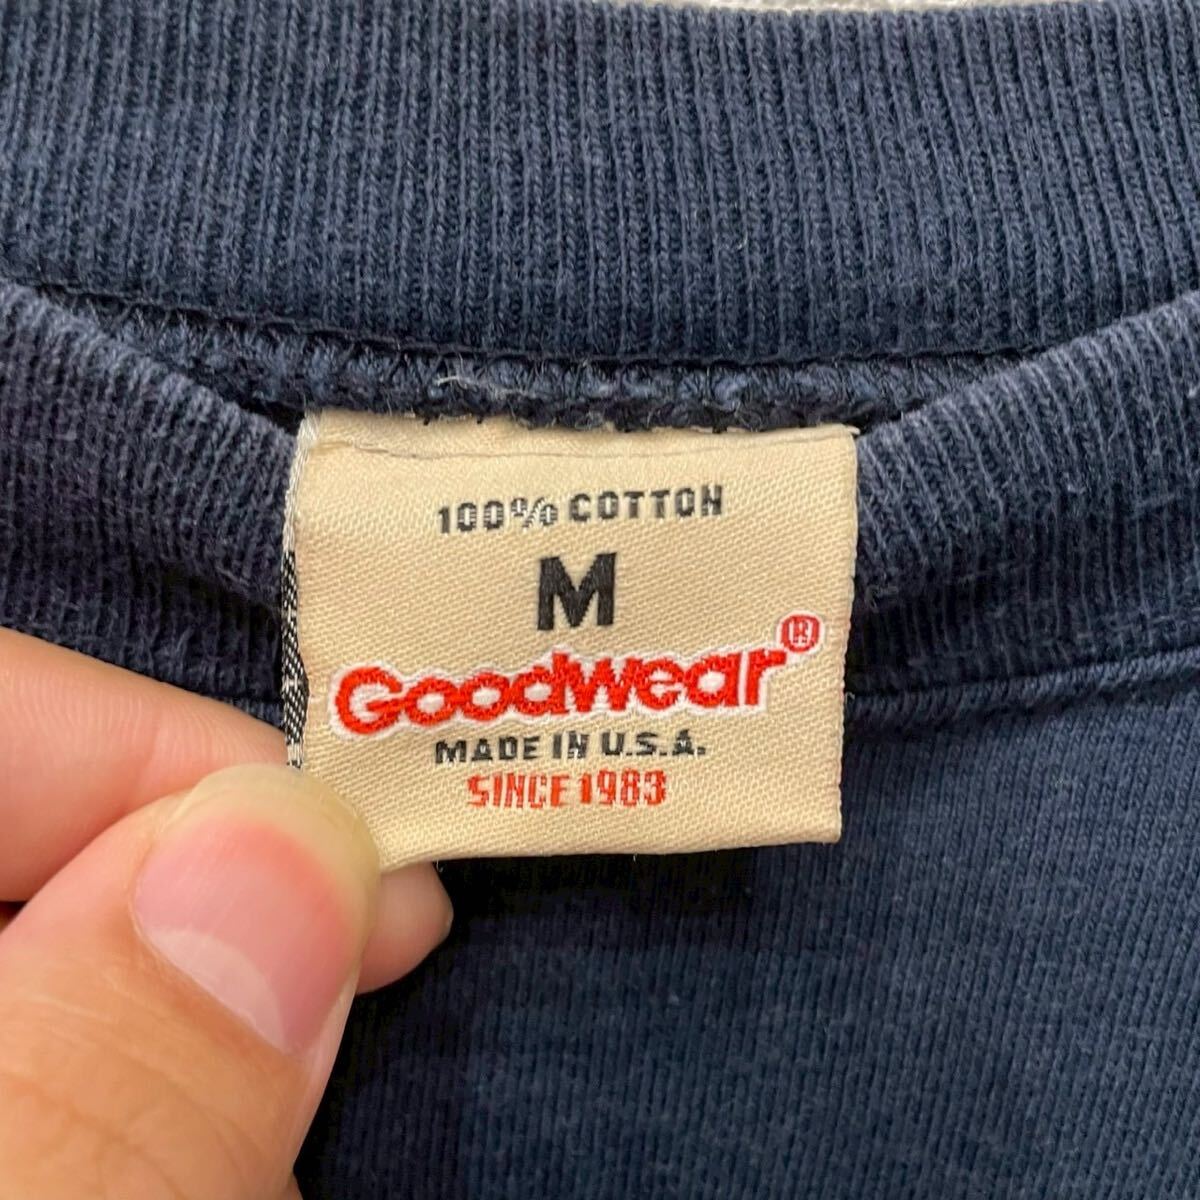 100% COTTON
M
Goodwear®
MADE IN U.S.A.
SINCE 1983